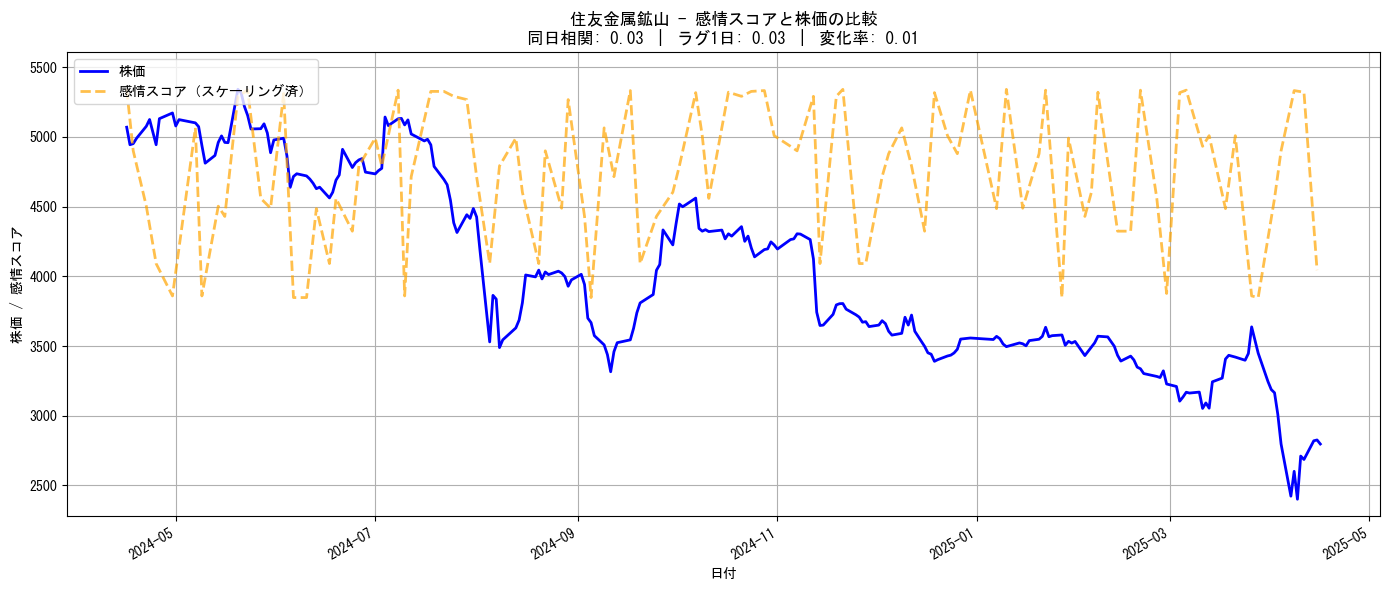 住友金属鉱山 - 感情スコアと株価の比較
同日相関: 0.03 | ラグ1日: 0.03 | 変化率: 0.01
株価
感情スコア（スケーリング済）
株価 / 感情スコア
5500
5000
4500
4000
3500
3000
2500
2024-05
2024-07
2024-09
2024-11
2025-01
2025-03
2025-05
日付